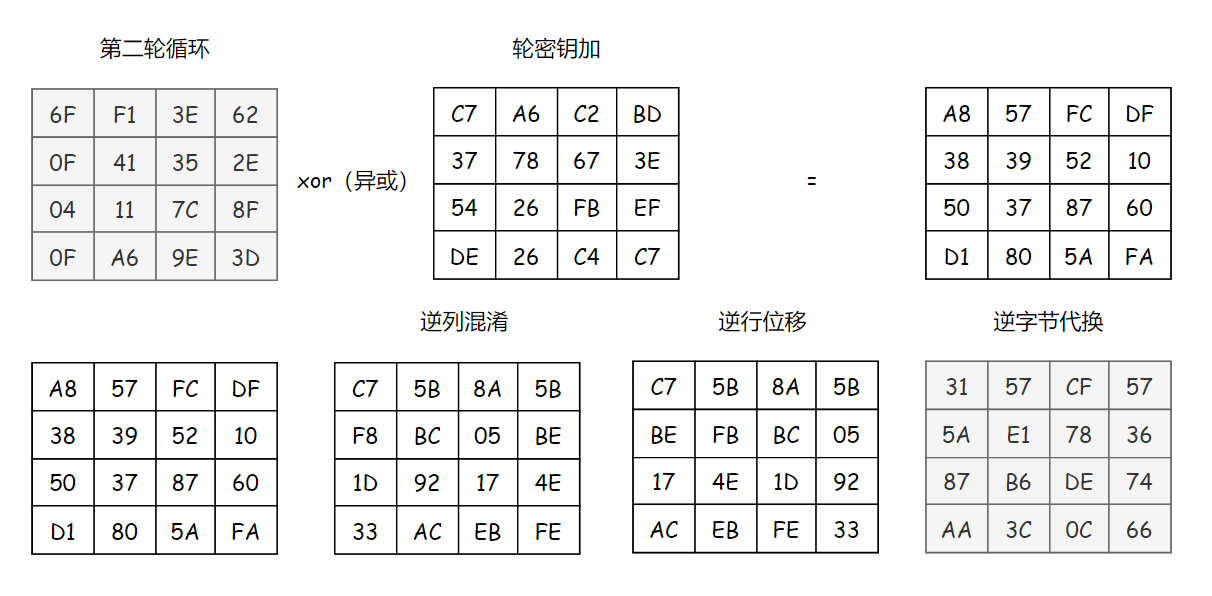 第二轮循环 轮密钥加
6F F1 3E 62 C7 A6 C2 BD A8 57 FC DF
0F 41 35 2E 37 78 67 3E 38 39 52 10
xor（异或） =
04 11 7C 8F 54 26 FB EF 50 37 87 60
0F A6 9E 3D DE 26 C4 C7 D1 80 5A FA
逆列混淆 逆行位移 逆字节代换
A8 57 FC DF C7 5B 8A 5B C7 5B 8A 5B 31 57 CF 57
38 39 52 10 F8 BC 05 BE BE FB BC 05 5A E1 78 36
50 37 87 60 1D 92 17 4E 17 4E 1D 92 87 B6 DE 74
D1 80 5A FA 33 AC EB FE AC EB FE 33 AA 3C 0C 66